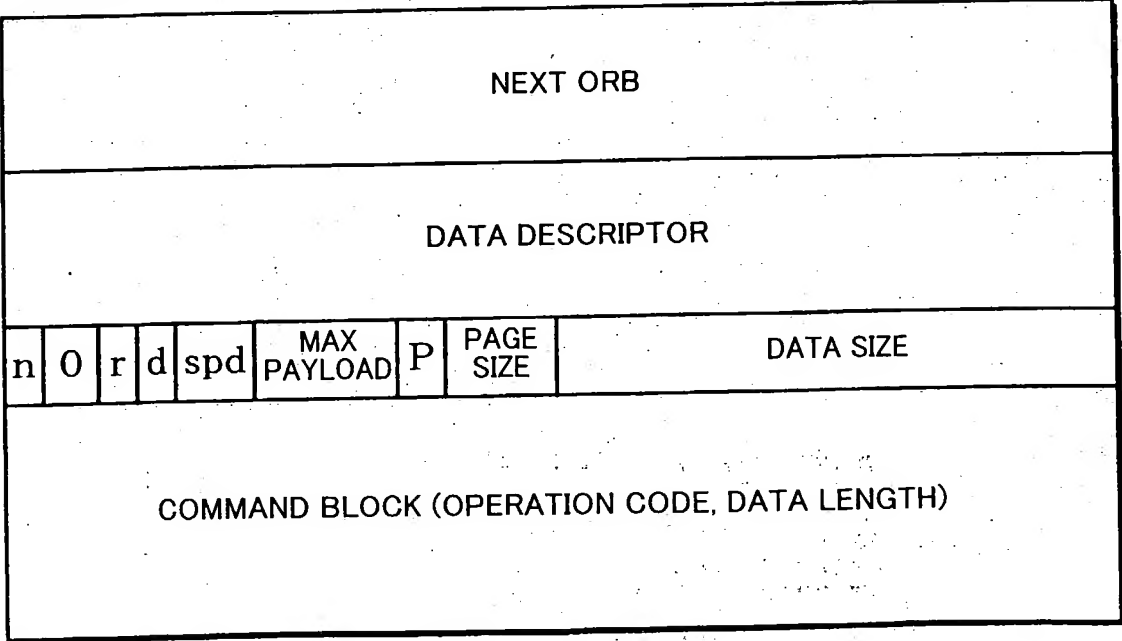 NEXT ORB
DATA DESCRIPTOR
n 0 r d spd MAX PAYLOAD P PAGE SIZE DATA SIZE
COMMAND BLOCK (OPERATION CODE, DATA LENGTH)